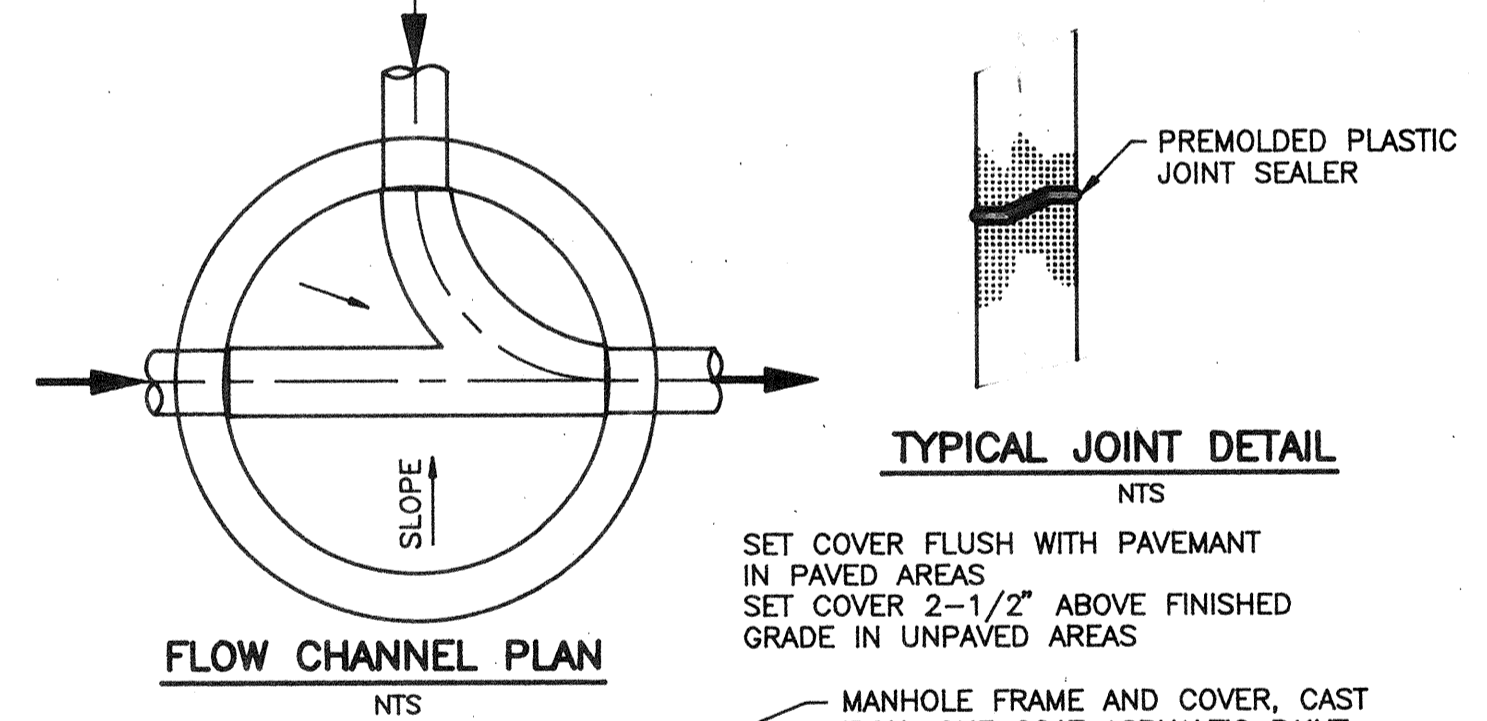 PREMOLDED PLASTIC
JOINT SEALER
TYPICAL JOINT DETAIL
NTS
SLOPE
SET COVER FLUSH WITH PAVEMANT
IN PAVED AREAS
SET COVER 2-1/2" ABOVE FINISHED
GRADE IN UNPAVED AREAS
FLOW CHANNEL PLAN
NTS
MANHOLE FRAME AND COVER, CAST